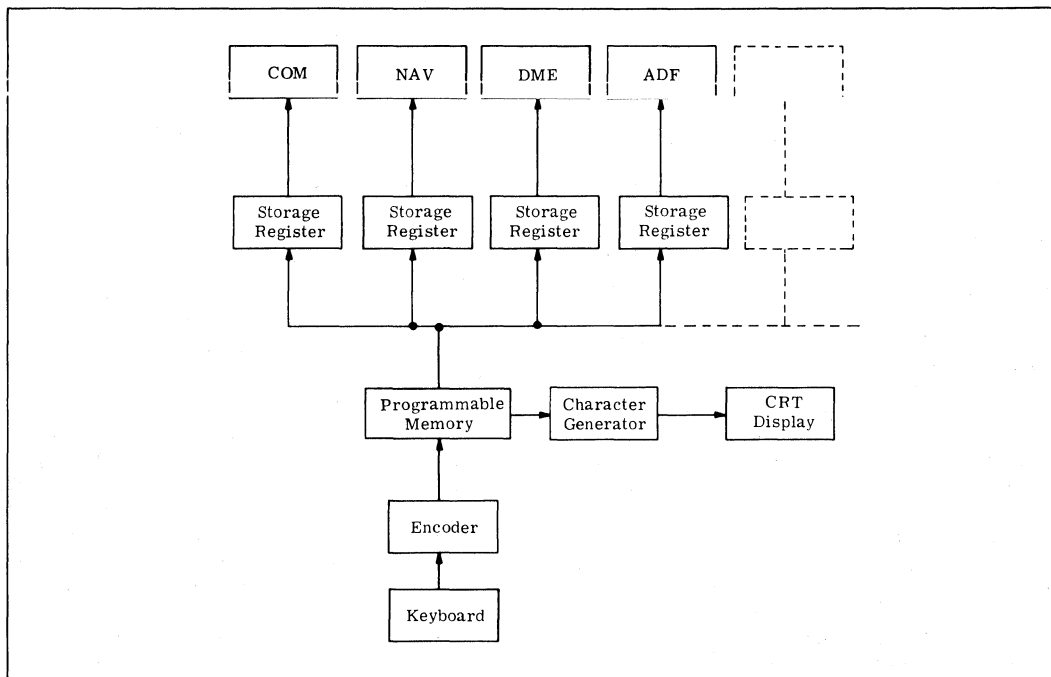 COM
NAV
DME
ADF
Storage
Register
Storage
Register
Storage
Register
Storage
Register
Programmable
Memory
Character
Generator
CRT
Display
Encoder
Keyboard